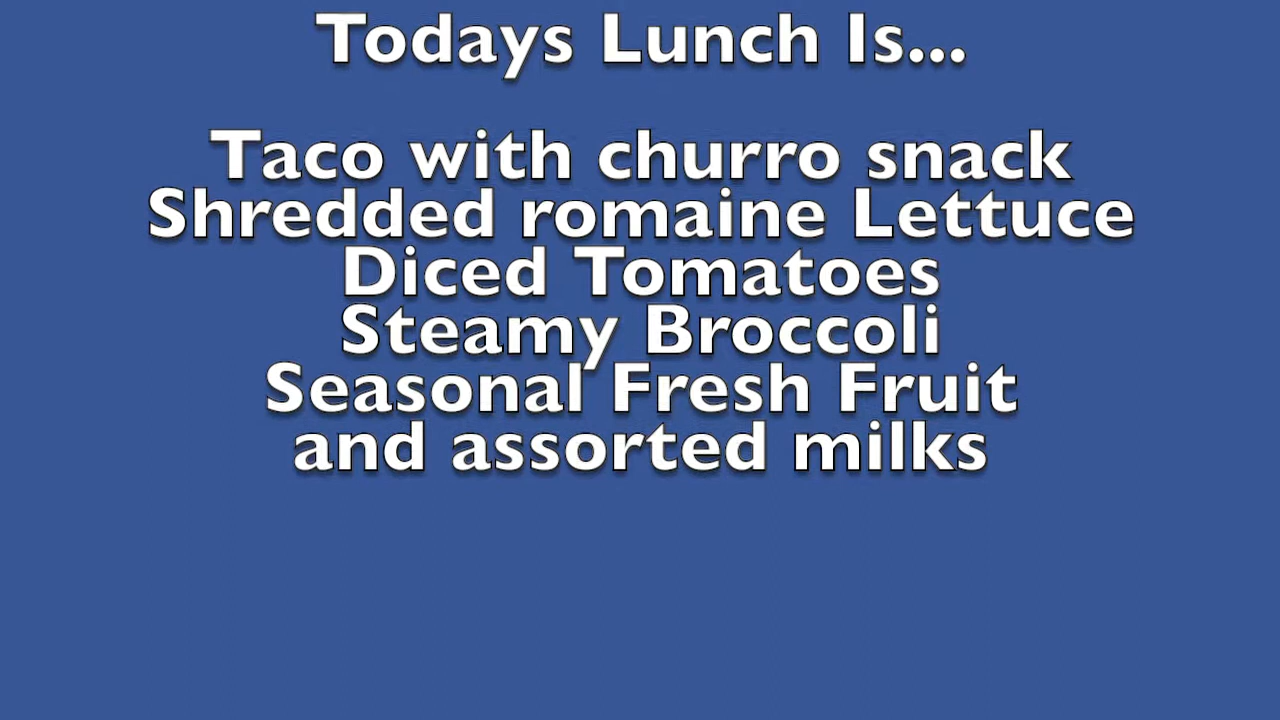 Todays Lunch Is...
Taco with churro snack
Shredded romaine Lettuce
Diced Tomatoes
Steamy Broccoli
Seasonal Fresh Fruit
and assorted milks